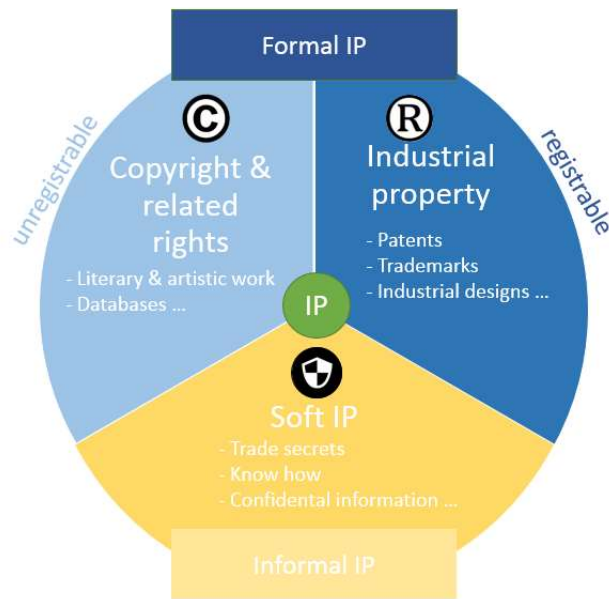 Formal IP
unregistrable
©
Copyright &
related
rights
- Literary & artistic work
- Databases ...
registrable
®
Industrial
property
- Patents
- Trademarks
- Industrial designs ...
IP
Soft IP
- Trade secrets
- Know how
- Confidental information ...
Informal IP